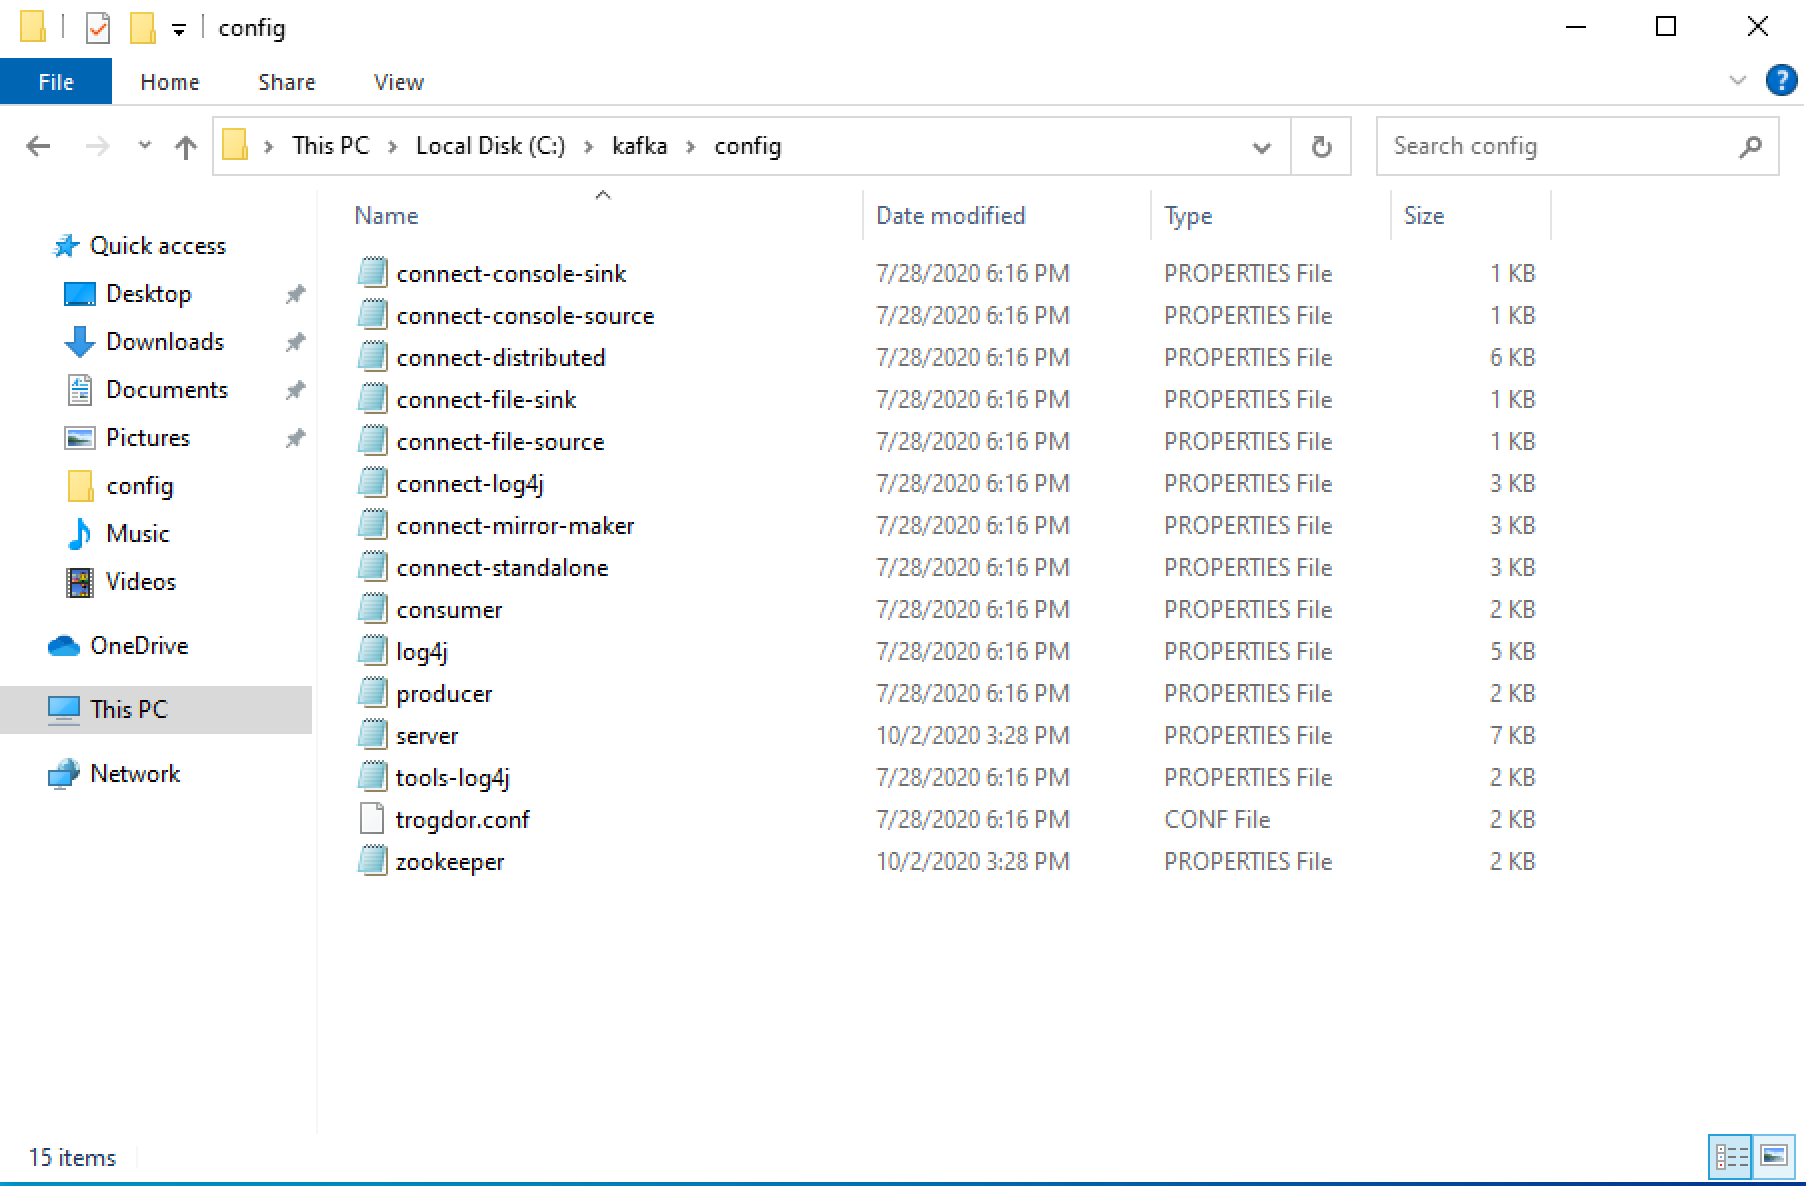 config
File Home Share View
?
This PC Local Disk (C:) kafka config Search config
Name Date modified Type Size
Quick access
Desktop
Downloads
Documents
Pictures
config
Music
Videos
OneDrive
This PC
Network
connect-console-sink 7/28/2020 6:16 PM PROPERTIES File 1 KB
connect-console-source 7/28/2020 6:16 PM PROPERTIES File 1 KB
connect-distributed 7/28/2020 6:16 PM PROPERTIES File 6 KB
connect-file-sink 7/28/2020 6:16 PM PROPERTIES File 1 KB
connect-file-source 7/28/2020 6:16 PM PROPERTIES File 1 KB
connect-log4j 7/28/2020 6:16 PM PROPERTIES File 3 KB
connect-mirror-maker 7/28/2020 6:16 PM PROPERTIES File 3 KB
connect-standalone 7/28/2020 6:16 PM PROPERTIES File 3 KB
consumer 7/28/2020 6:16 PM PROPERTIES File 2 KB
log4j 7/28/2020 6:16 PM PROPERTIES File 5 KB
producer 7/28/2020 6:16 PM PROPERTIES File 2 KB
server 10/2/2020 3:28 PM PROPERTIES File 7 KB
tools-log4j 7/28/2020 6:16 PM PROPERTIES File 2 KB
trogdor.conf 7/28/2020 6:16 PM CONF File 2 KB
zookeeper 10/2/2020 3:28 PM PROPERTIES File 2 KB
15 items